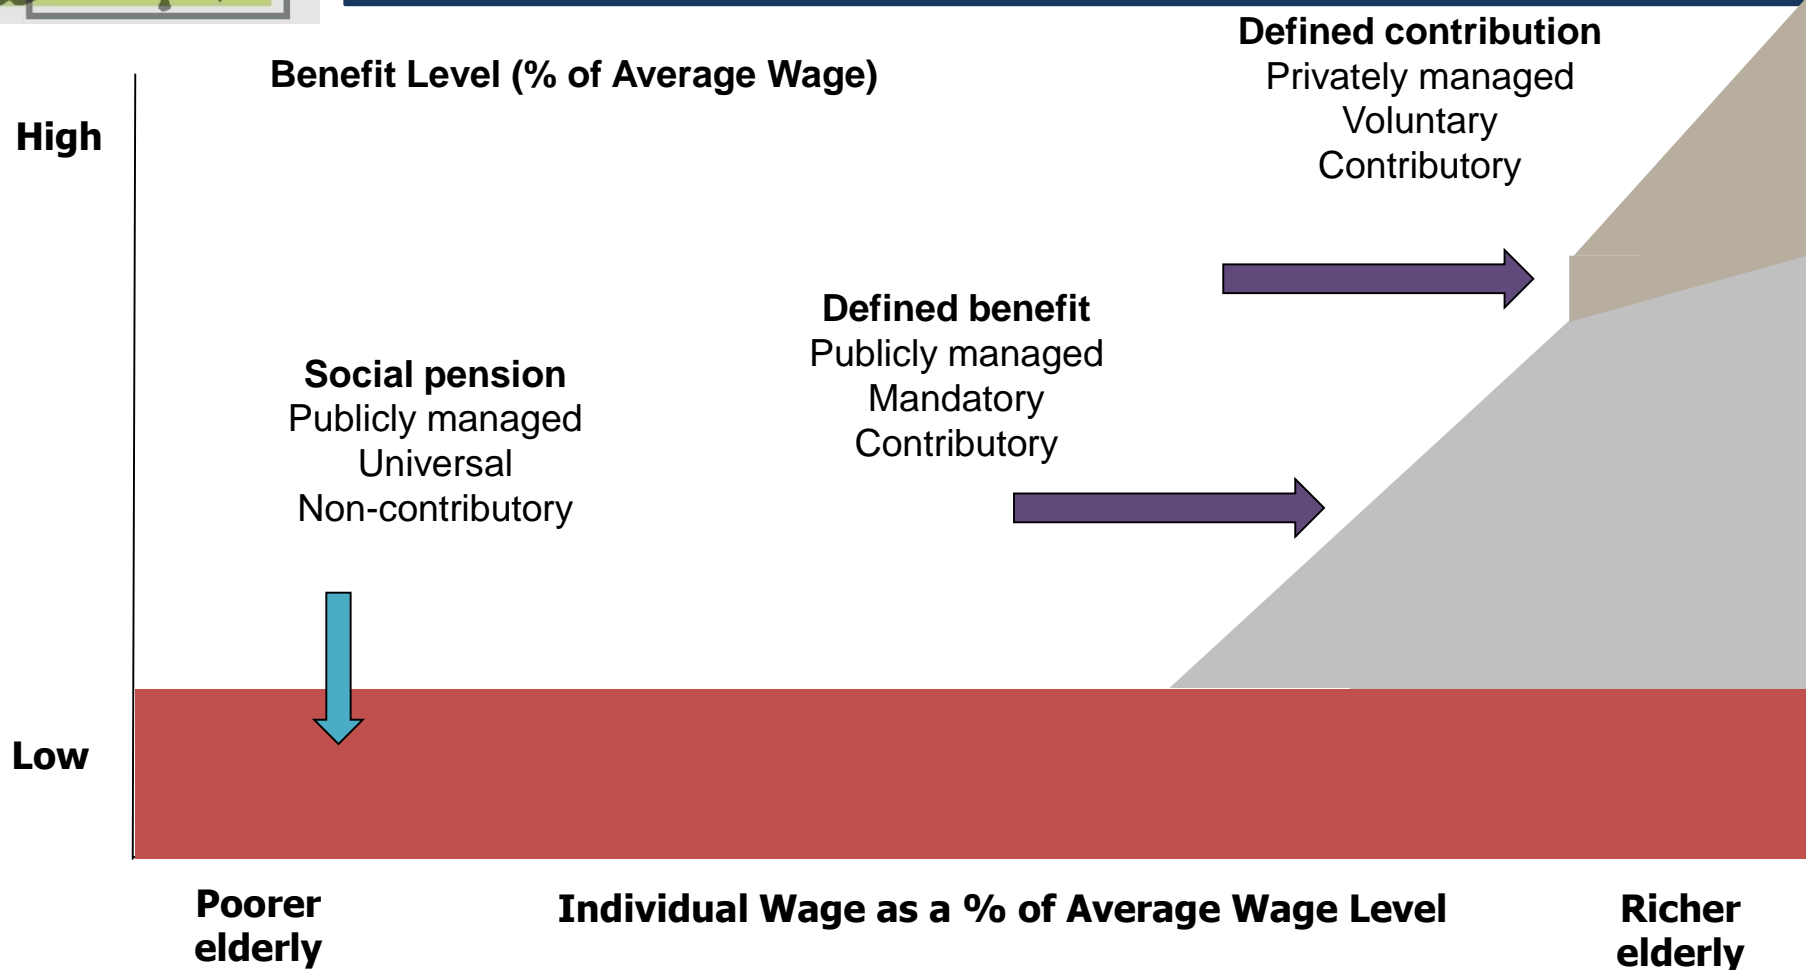 Defined contribution
Privately managed
Voluntary
Contributory
Benefit Level (% of Average Wage)
High
Defined benefit
Publicly managed
Mandatory
Contributory
Social pension
Publicly managed
Universal
Non-contributory
Low
Poorer
elderly
Individual Wage as a % of Average Wage Level
Richer
elderly